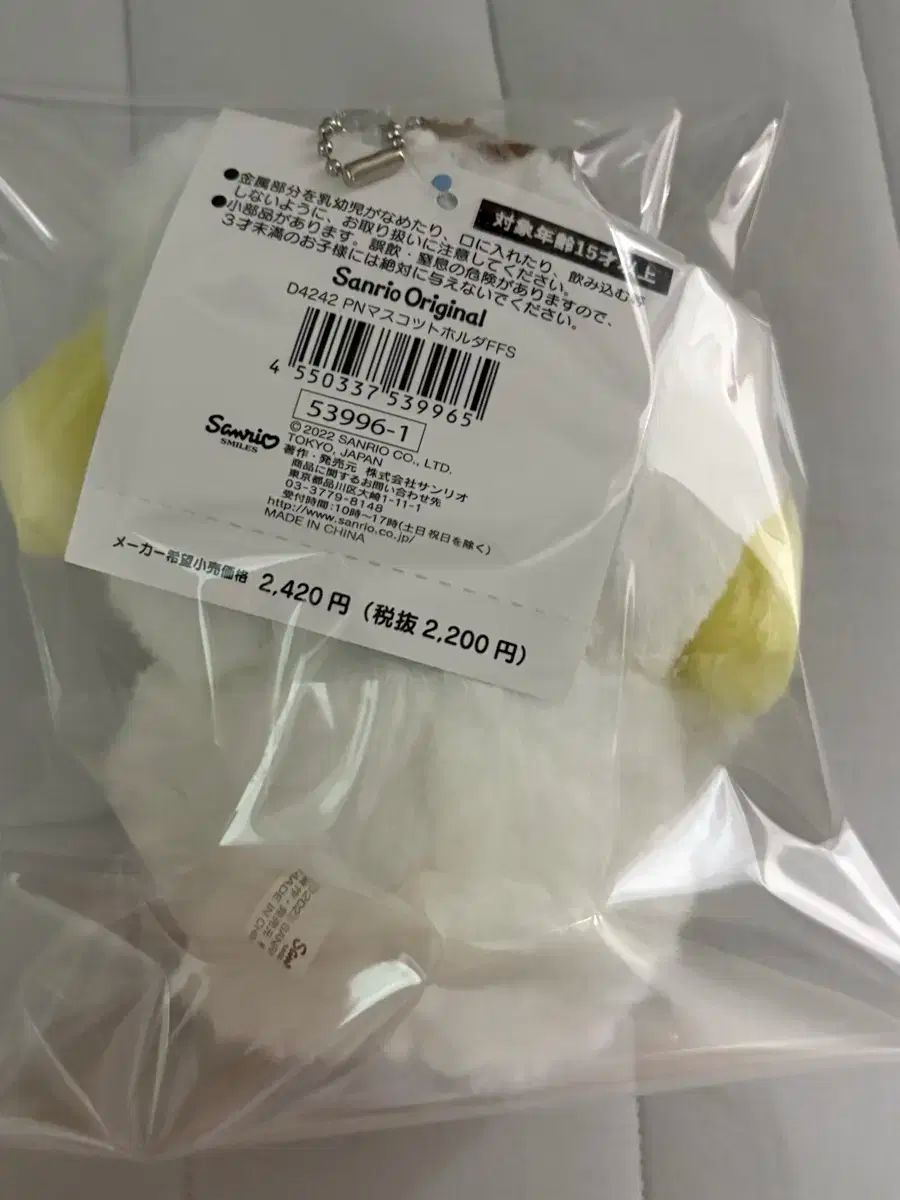 対象年齢15才以上
●金属部分を乳幼児がなめたり、口に入れたり、飲み込む等
しないように、お取り扱いに注意してください。
●小部品があります。誤飲・窒息の危険がありますので、
3才未満のお子様には絶対に与えないでください。
Sanrio Original
D4242 PNマスコットホルダFFS
4 550337 539965
53996-1
Sanrio
SMILES
©2022 SANRIO CO., LTD.
TOKYO, JAPAN
著作・発売元 株式会社サンリオ
商品に関するお問い合わせ先
東京都品川区大崎1-11-1
03-3779-8148
受付時間:10時～17時(土日祝日を除く)
http://www.sanrio.co.jp/
MADE IN CHINA
メーカー希望小売価格 2,420円(税抜2,200円)
MADE IN